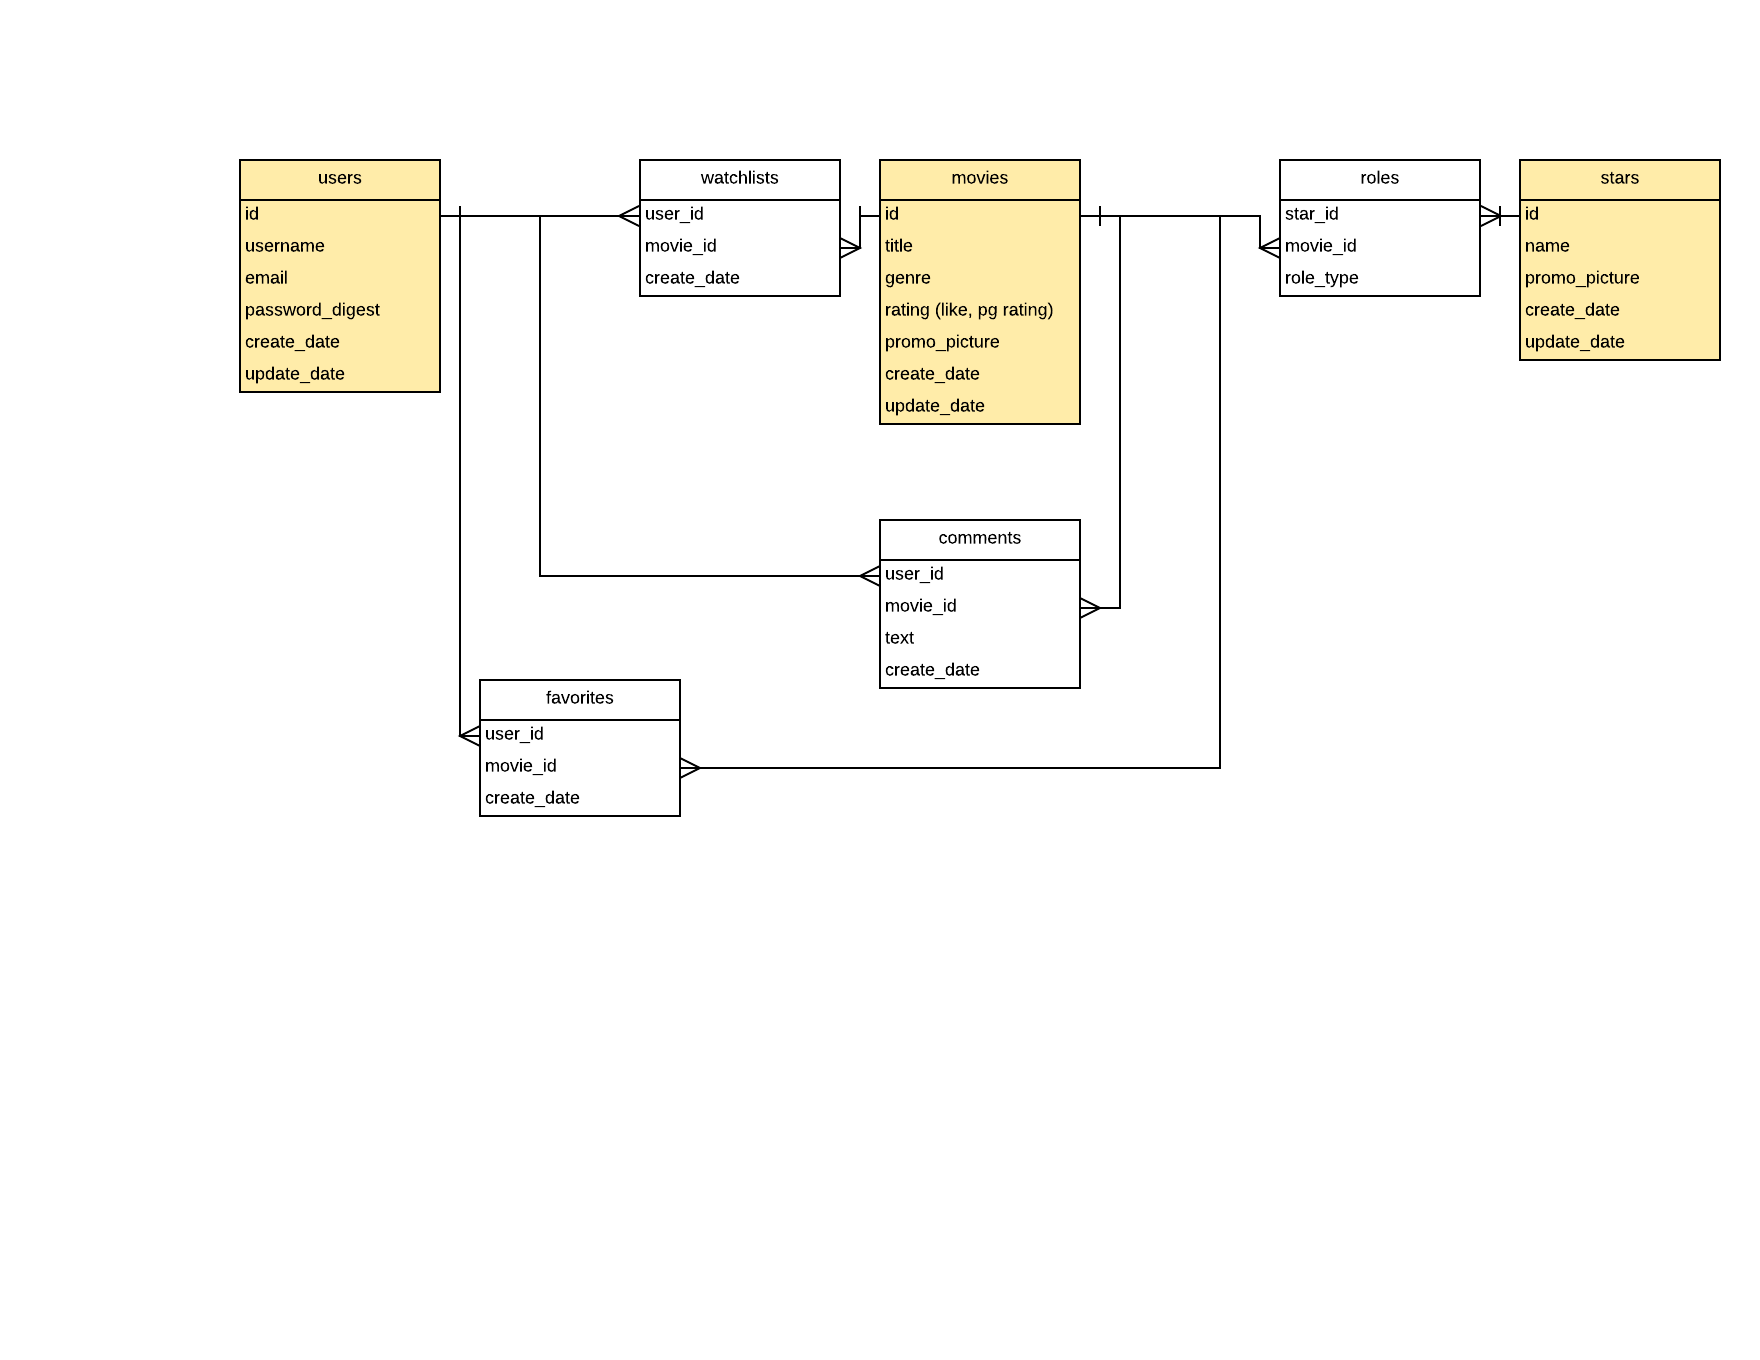 users
id
username
email
password_digest
create_date
update_date
watchlists
user_id
movie_id
create_date
movies
id
title
genre
rating (like, pg rating)
promo_picture
create_date
update_date
roles
star_id
movie_id
role_type
stars
id
name
promo_picture
create_date
update_date
comments
user_id
movie_id
text
create_date
favorites
user_id
movie_id
create_date